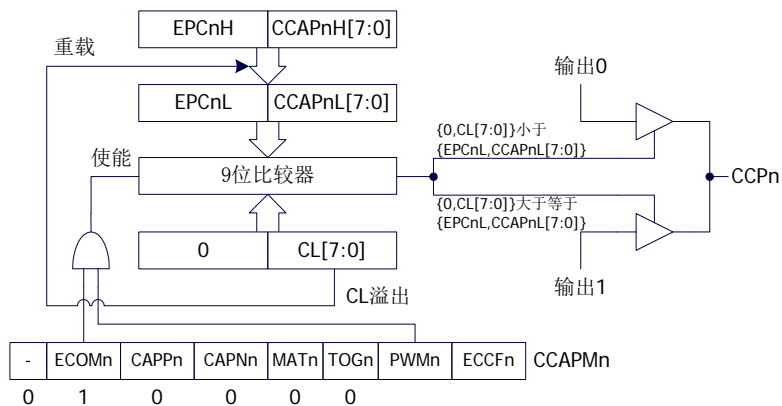 EPCnH CCAPnH[7:0]
重载
EPCnL CCAPnL[7:0]
输出0
{0,CL[7:0]}小于
{EPCnL,CCAPnL[7:0]}
使能
9位比较器
CCPn
{0,CL[7:0]}大于等于
{EPCnL,CCAPnL[7:0]}
0 CL[7:0]
CL溢出
输出1
- ECOMn CAPPn CAPNn MATn TOGn PWMn ECCFn CCAPMn
0 1 0 0 0 0